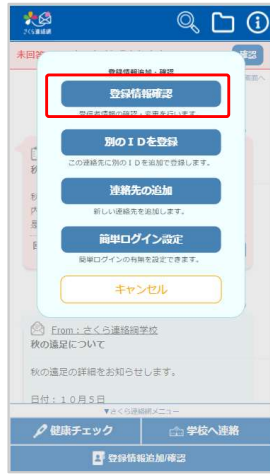 さくら連絡網
未回答
確認
登録情報追加・確認
登録情報確認
受信者情報の確認・変更を行います。
別のＩＤを登録
この連絡先に別のＩＤを追加で登録します。
連絡先の追加
新しい連絡先を追加します。
簡単ログイン設定
簡単ログインの有無を設定できます。
キャンセル
From：さくら連絡網学校
秋の遠足について
秋の遠足の詳細をお知らせします。
日付：１０月５日
▼さくら連絡網メニュー
健康チェック
学校へ連絡
登録情報追加/確認